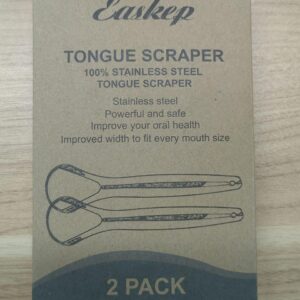 Easkep
TONGUE SCRAPER
100% STAINLESS STEEL
TONGUE SCRAPER
Stainless steel
Powerful and safe
Improve your oral health
Improved width to fit every mouth size
2 PACK